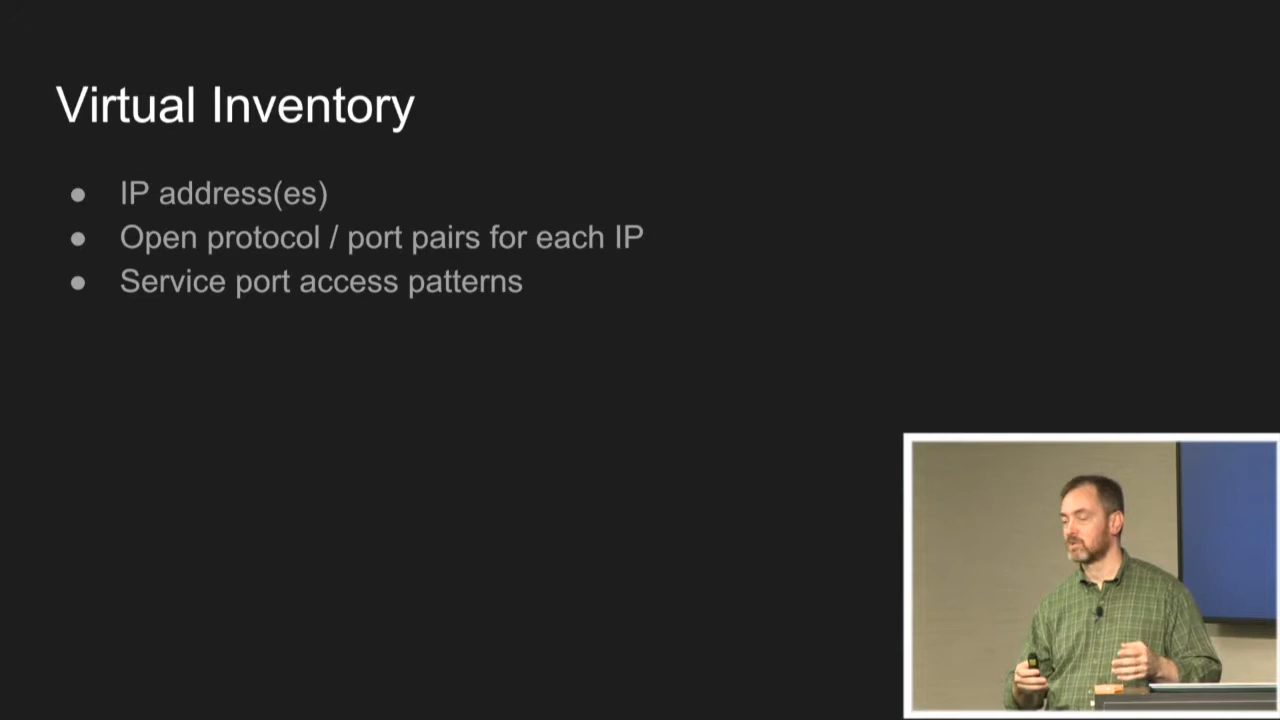 Virtual Inventory
● IP address(es)
● Open protocol / port pairs for each IP
● Service port access patterns